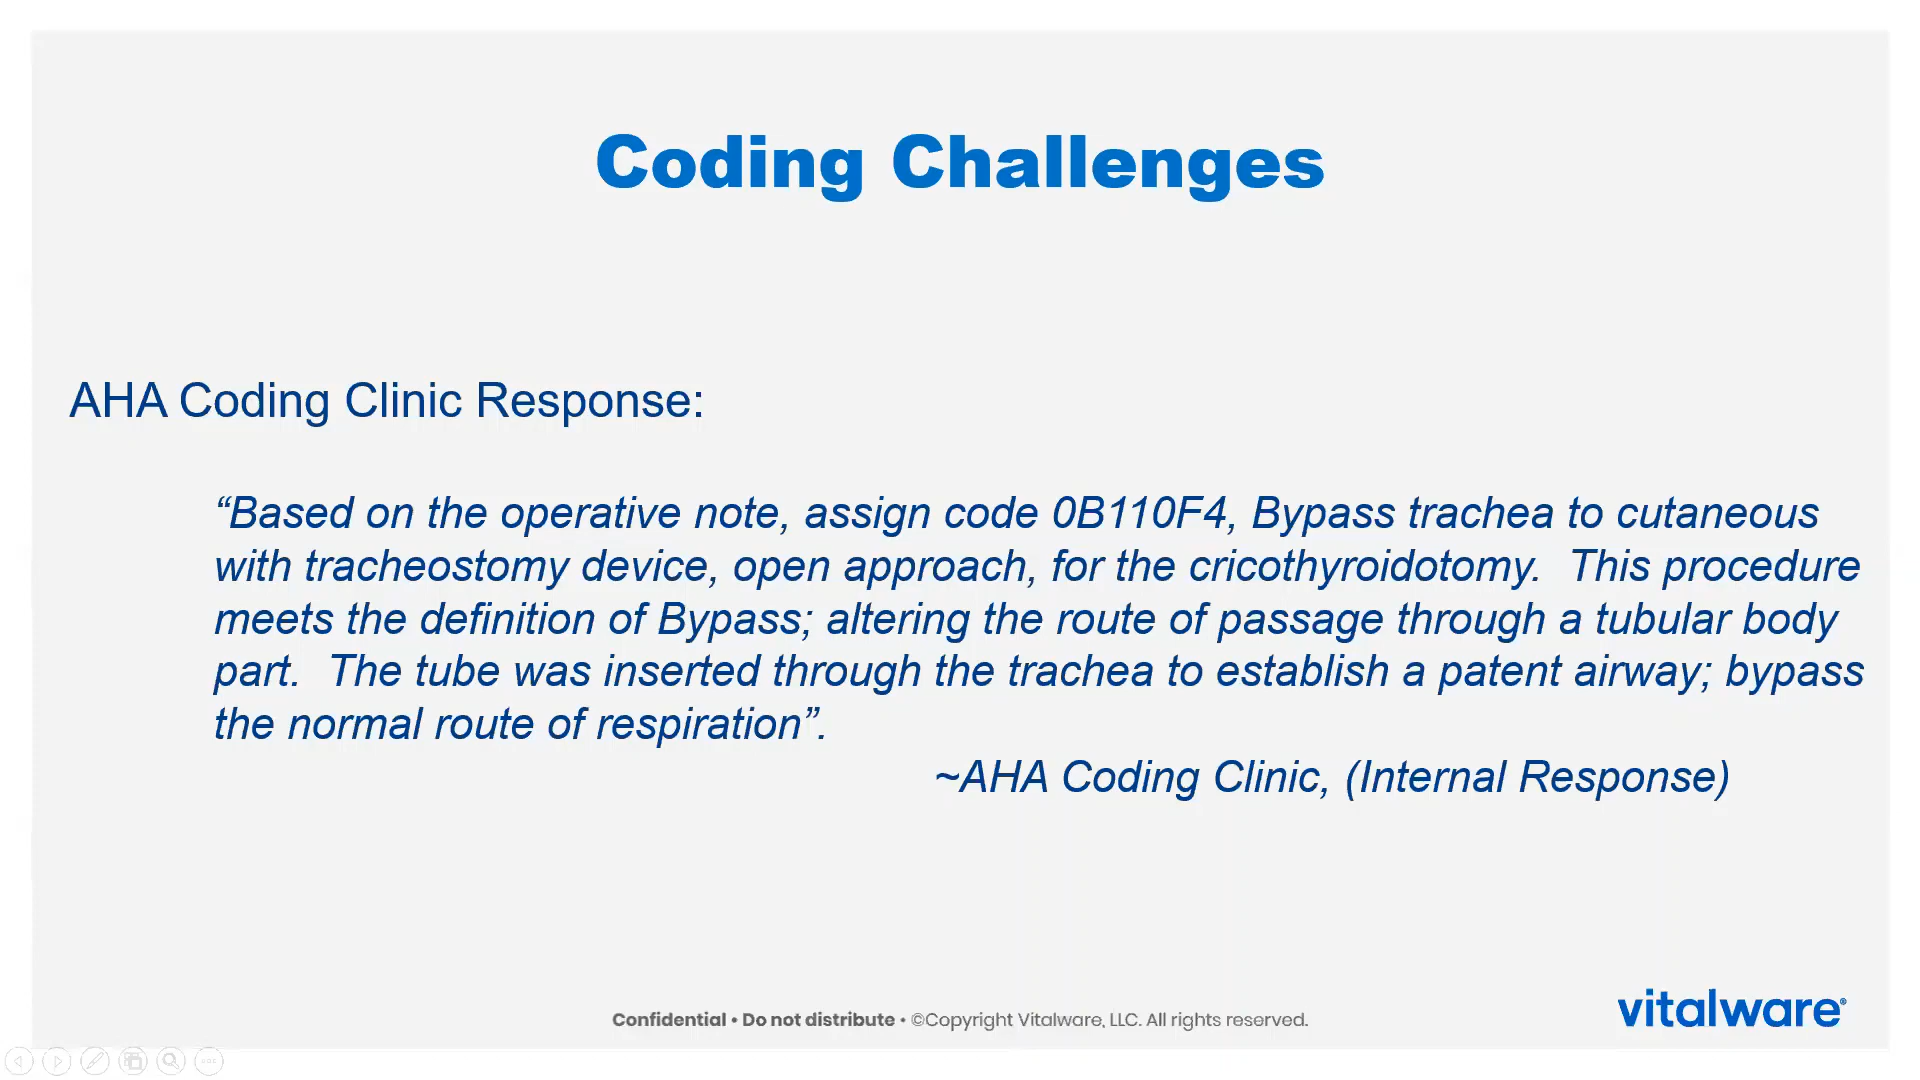 Coding Challenges
AHA Coding Clinic Response:
“Based on the operative note, assign code 0B110F4, Bypass trachea to cutaneous
with tracheostomy device, open approach, for the cricothyroidotomy.  This procedure
meets the definition of Bypass; altering the route of passage through a tubular body
part.  The tube was inserted through the trachea to establish a patent airway; bypass
the normal route of respiration”.
~AHA Coding Clinic, (Internal Response)
Confidential • Do not distribute • ©Copyright Vitalware, LLC. All rights reserved.
vitalware®